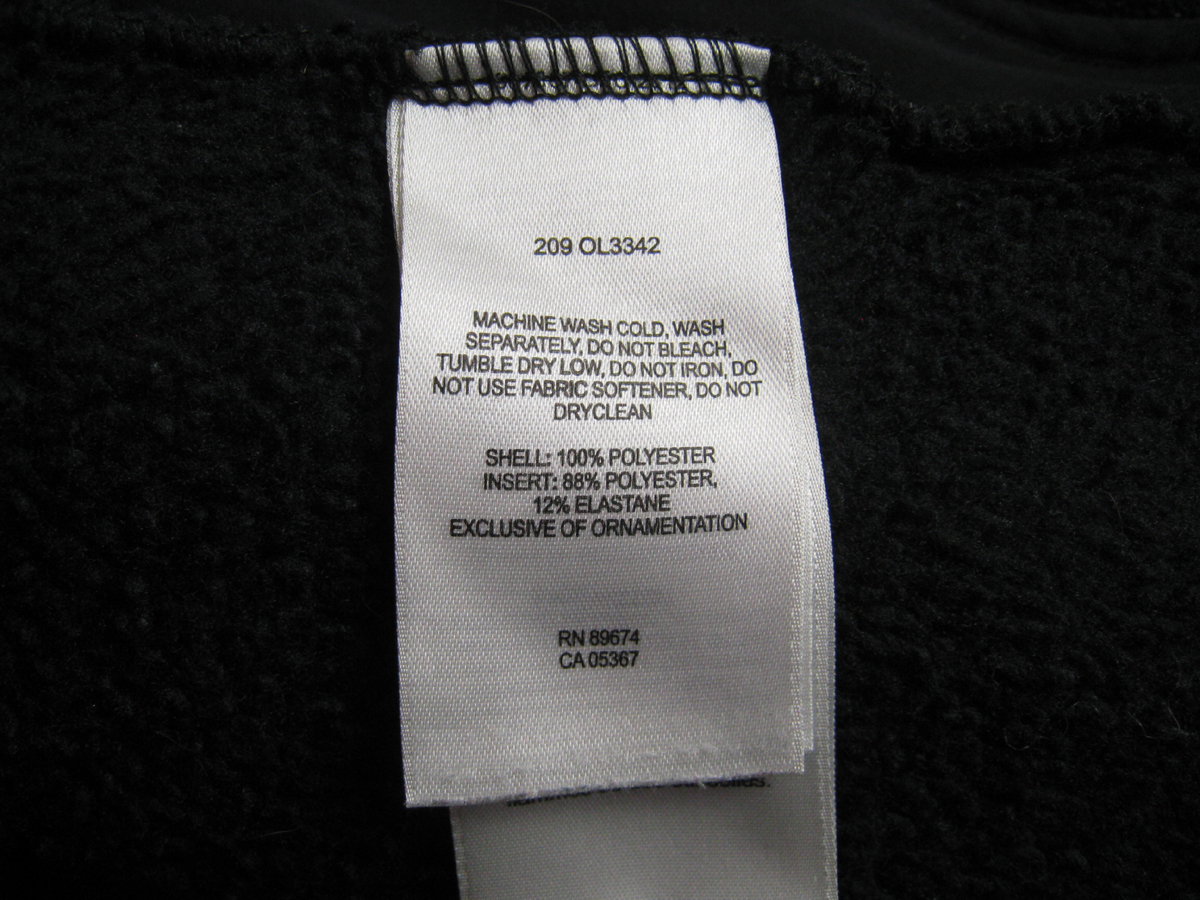 209 OL3342
MACHINE WASH COLD, WASH
SEPARATELY, DO NOT BLEACH,
TUMBLE DRY LOW, DO NOT IRON, DO
NOT USE FABRIC SOFTENER, DO NOT
DRYCLEAN
SHELL: 100% POLYESTER
INSERT: 88% POLYESTER,
12% ELASTANE
EXCLUSIVE OF ORNAMENTATION
RN 89674
CA 05367